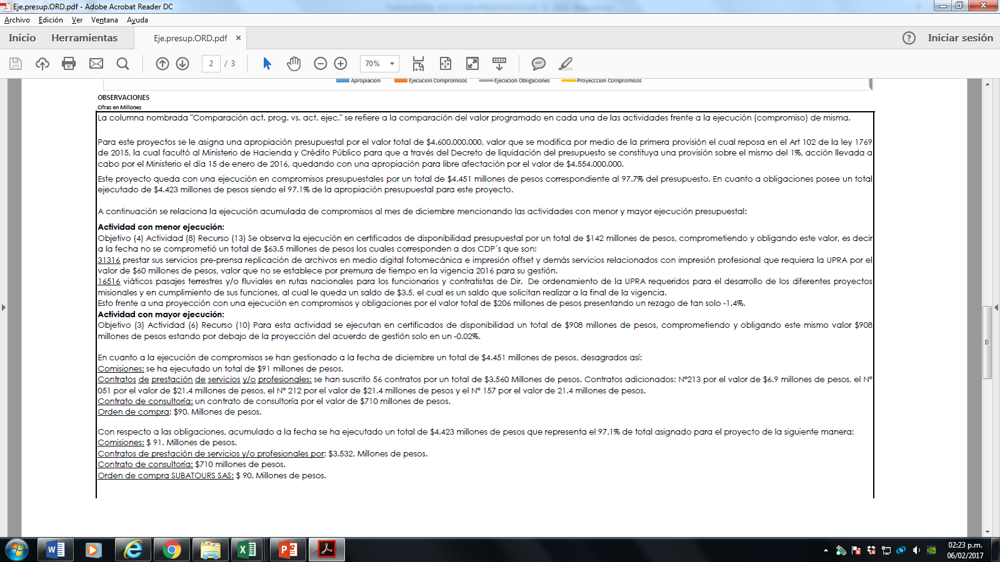 Eje.presup.ORD.pdf - Adobe Acrobat Reader DC
Archivo Edición Ver Ventana Ayuda
Inicio Herramientas Eje.presup.ORD.pdf × Iniciar sesión
2 / 3 70%
Apropiación Ejecución Compromisos Ejecución Obligaciones Proyeccción Compromisos
OBSERVACIONES
Cifras en Millones
La columna nombrada "Comparación act. prog. vs. act. ejec." se refiere a la comparación del valor programado en cada una de las actividades frente a la ejecución (compromiso) de misma.
Para este proyectos se le asigna una apropiación presupuestal por el valor total de $4.600.000.000, valor que se modifica por medio de la primera provisión el cual reposa en el Art 102 de la ley 1769
de 2015, la cual facultó al Ministerio de Hacienda y Crédito Público para que a través del Decreto de liquidación del presupuesto se constituya una provisión sobre el mismo del 1%, acción llevada a
cabo por el Ministerio el día 15 de enero de 2016, quedando con una apropiación para libre afectación por el valor de $4.554.000.000.
Este proyecto queda con una ejecución en compromisos presupuestales por un total de $4.451 millones de pesos correspondiente al 97.7% del presupuesto. En cuanto a obligaciones posee un total
ejecutado de $4.423 millones de pesos siendo el 97.1% de la apropiación presupuestal para este proyecto.
A continuación se relaciona la ejecución acumulada de compromisos al mes de diciembre mencionando las actividades con menor y mayor ejecución presupuestal:
Actividad con menor ejecución:
Objetivo (4) Actividad (8) Recurso (13) Se observa la ejecución en certificados de disponibilidad presupuestal por un total de $142 millones de pesos, comprometiendo y obligando este valor, es decir
a la fecha no se comprometió un total de $63.5 millones de pesos los cuales corresponden a dos CDP´s que son:
31316 prestar sus servicios pre-prensa replicación de archivos en medio digital fotomecánica e impresión offset y demás servicios relacionados con impresión profesional que requiera la UPRA por el
valor de $60 millones de pesos, valor que no se establece por premura de tiempo en la vigencia 2016 para su gestión.
16516 viáticos pasajes terrestres y/o fluviales en rutas nacionales para los funcionarios y contratistas de Dir. De ordenamiento de la UPRA requeridos para el desarrollo de los diferentes proyectos
misionales y en cumplimiento de sus funciones, al cual le queda un saldo de $3.5, el cual es un saldo que solicitan realizar a la final de la vigencia.
Esto frente a una proyección con una ejecución en compromisos y obligaciones por el valor total de $206 millones de pesos presentando un rezago de tan solo -1.4%.
Actividad con mayor ejecución:
Objetivo (3) Actividad (6) Recurso (10) Para esta actividad se ejecutan en certificados de disponibilidad un total de $908 millones de pesos, comprometiendo y obligando este mismo valor $908
millones de pesos estando por debajo de la proyección del acuerdo de gestión solo en un -0.02%.
En cuanto a la ejecución de compromisos se han gestionado a la fecha de diciembre un total de $4.451 millones de pesos, desagrados así:
Comisiones: se ha ejecutado un total de $91 millones de pesos.
Contratos de prestación de servicios y/o profesionales: se han suscrito 56 contratos por un total de $3.560 Millones de pesos. Contratos adicionados: N°213 por el valor de $6.9 millones de pesos, el N°
051 por el valor de $21.4 millones de pesos, el N° 212 por el valor de $21.4 millones de pesos y el N° 157 por el valor de 21.4 millones de pesos.
Contrato de consultoría: un contrato de consultoría por el valor de $710 millones de pesos.
Orden de compra: $90. Millones de pesos.
Con respecto a las obligaciones, acumulado a la fecha se ha ejecutado un total de $4.423 millones de pesos que representa el 97.1% de total asignado para el proyecto de la siguiente manera:
Comisiones: $ 91. Millones de pesos.
Contratos de prestación de servicios y/o profesionales por: $3.532. Millones de pesos.
Contrato de consultoría: $710 millones de pesos.
Orden de compra SUBATOURS SAS: $ 90. Millones de pesos.
02:23 p.m.
06/02/2017